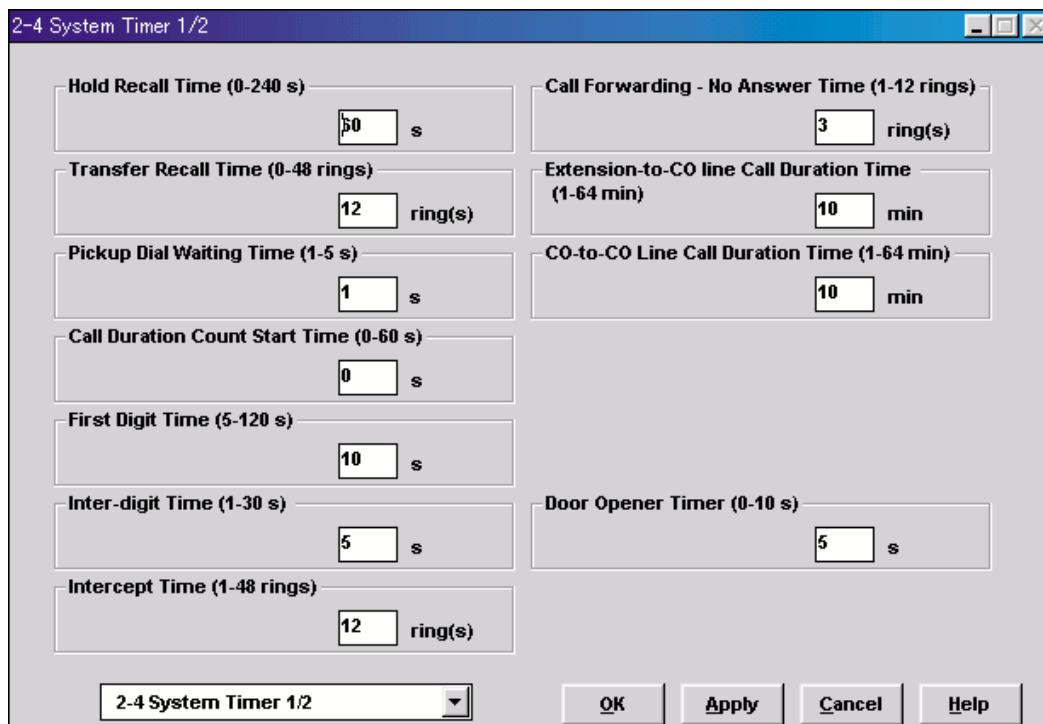 2-4 System Timer 1/2
Hold Recall Time (0-240 s)
60 s
Transfer Recall Time (0-48 rings)
12 ring(s)
Pickup Dial Waiting Time (1-5 s)
1 s
Call Duration Count Start Time (0-60 s)
0 s
First Digit Time (5-120 s)
10 s
Inter-digit Time (1-30 s)
5 s
Intercept Time (1-48 rings)
12 ring(s)
Call Forwarding - No Answer Time (1-12 rings)
3 ring(s)
Extension-to-CO line Call Duration Time
(1-64 min)
10 min
CO-to-CO Line Call Duration Time (1-64 min)
10 min
Door Opener Timer (0-10 s)
5 s
2-4 System Timer 1/2
OK Apply Cancel Help